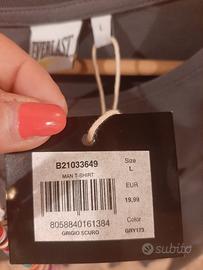 EVERLAST
L
B21033649
MAN T-SHIRT
8058840161384
GRIGIO SCURO
Size
L
EUR
19,99
Color
GRY173
subito